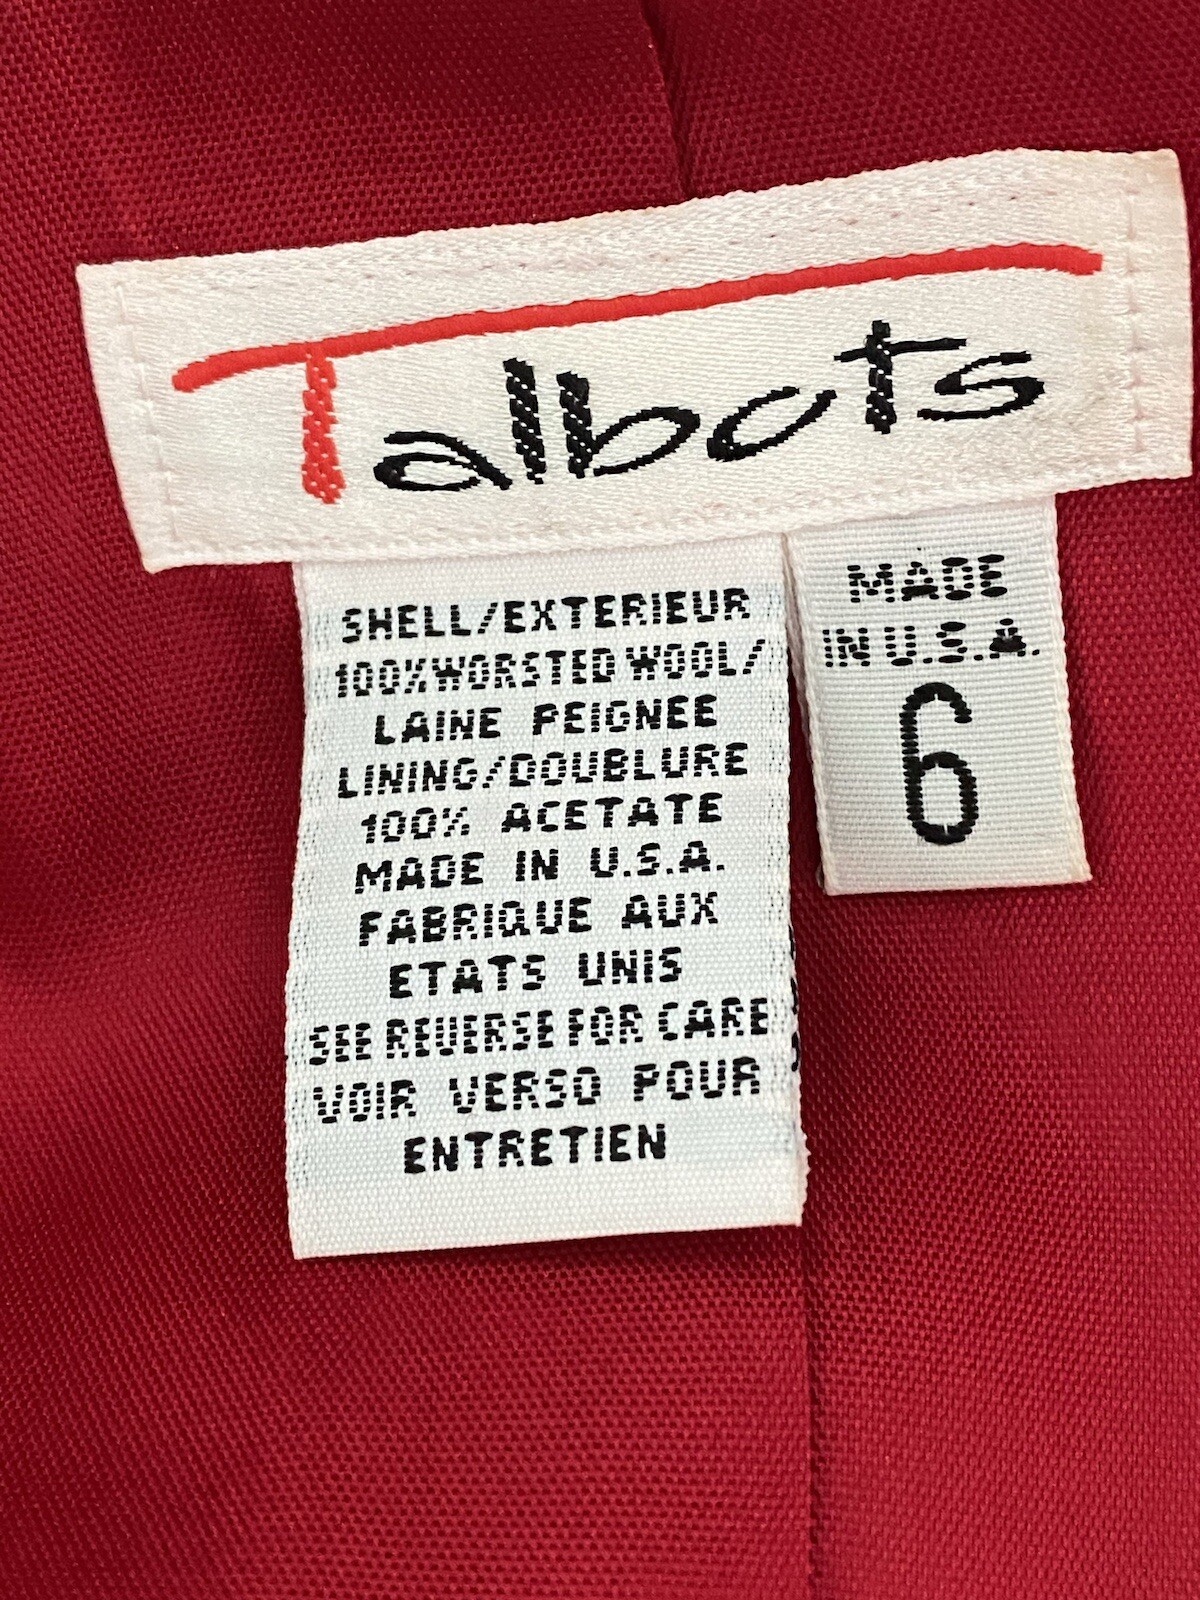 Talbots
SHELL/EXTERIEUR
100% WORSTED WOOL/
LAINE PEIGNEE
LINING/DOUBLURE
100% ACETATE
MADE IN U.S.A.
FABRIQUE AUX
ETATS UNIS
SEE REVERSE FOR CARE
VOIR VERSO POUR
ENTRETIEN
MADE
IN U.S.A.
6